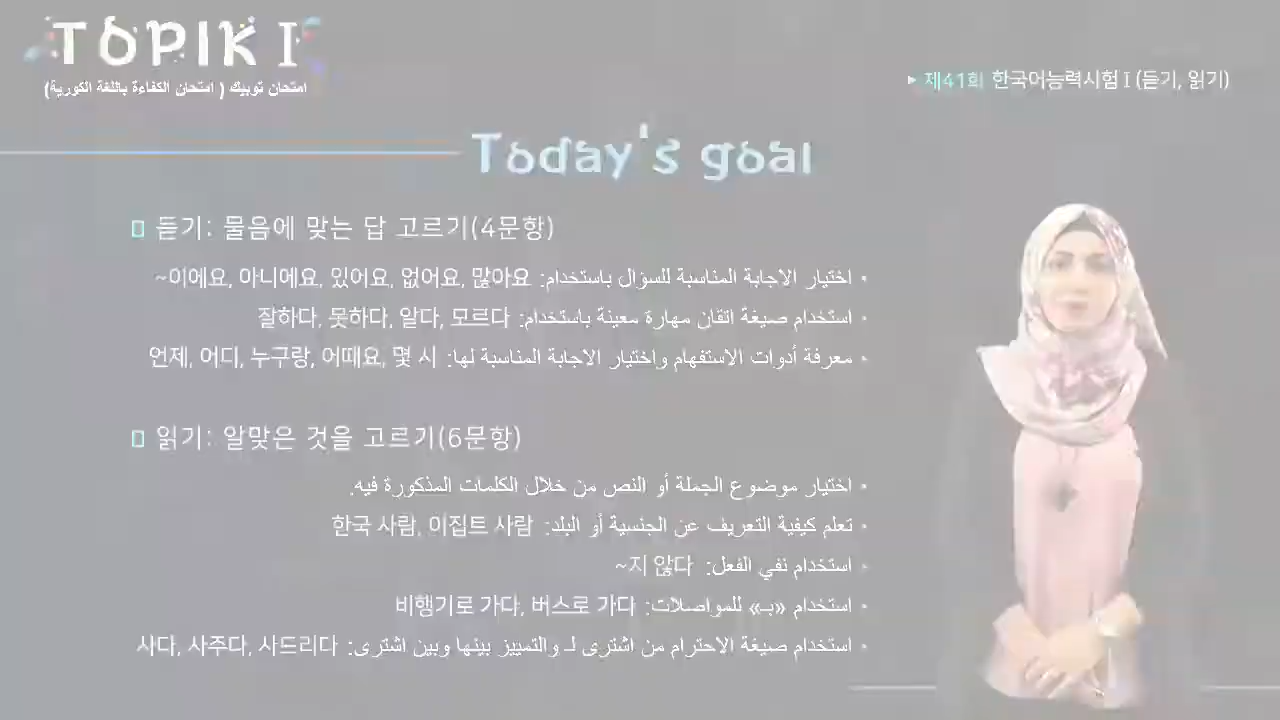 TOPIK I
امتحان توبيك ( امتحان الكفاءة باللغة الكورية)
▸ 제41회 한국어능력시험 I (듣기, 읽기)
Today's goal
듣기: 물음에 맞는 답 고르기(4문항)
• اختيار الاجابة المناسبة للسؤال باستخدام: 이에요, 아니에요, 있어요, 없어요, 많아요~
• استخدام صيغة اتقان مهارة معينة باستخدام: 잘하다, 못하다, 알다, 모르다
• معرفة أدوات الاستفهام واختيار الاجابة المناسبة لها: 언제, 어디, 누구랑, 어때요, 몇 시
읽기: 알맞은 것을 고르기(6문항)
• اختيار موضوع الجملة أو النص من خلال الكلمات المذكورة فيه.
• تعلم كيفية التعريف عن الجنسية أو البلد: 한국 사람, 이집트 사람
• استخدام نفي الفعل: ~지 않다
• استخدام «بـ» للمواصلات: 비행기로 가다, 버스로 가다
• استخدام صيغة الاحترام من اشترى لـ والتمييز بينها وبين اشترى: 사다, 사주다, 사드리다